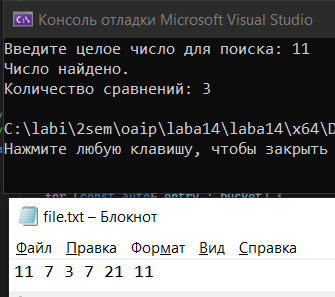 Консоль отладки Microsoft Visual Studio
Введите целое число для поиска: 11
Число найдено.
Количество сравнений: 3
C:\labi\2sem\oaip\laba14\laba14\x64\D
Нажмите любую клавишу, чтобы закрыть
for (const auto& entry : bucket) {
file.txt – Блокнот
Файл Правка Формат Вид Справка
11 7 3 7 21 11